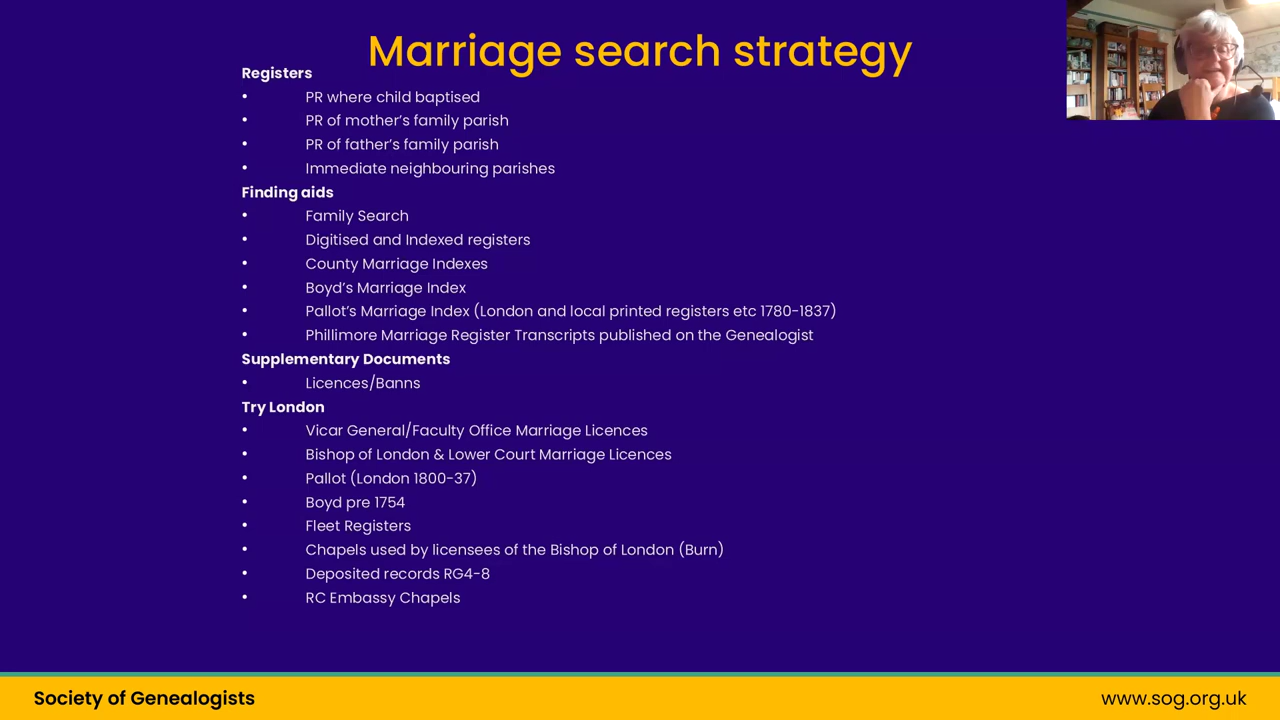 Marriage search strategy
Registers
• PR where child baptised
• PR of mother's family parish
• PR of father's family parish
• Immediate neighbouring parishes
Finding aids
• Family Search
• Digitised and Indexed registers
• County Marriage Indexes
• Boyd's Marriage Index
• Pallot's Marriage Index (London and local printed registers etc 1780-1837)
• Phillimore Marriage Register Transcripts published on the Genealogist
Supplementary Documents
• Licences/Banns
Try London
• Vicar General/Faculty Office Marriage Licences
• Bishop of London & Lower Court Marriage Licences
• Pallot (London 1800-37)
• Boyd pre 1754
• Fleet Registers
• Chapels used by licensees of the Bishop of London (Burn)
• Deposited records RG4-8
• RC Embassy Chapels
Society of Genealogists
www.sog.org.uk